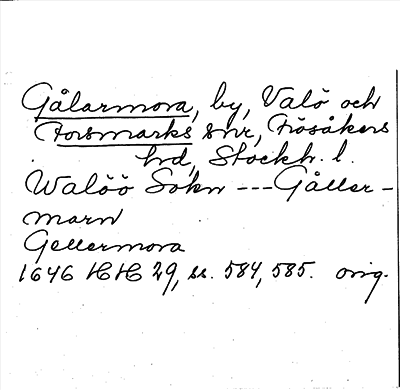 Gålarmora, by, Valö och
Forsmarks snr, Frösåkers
hd, Stockh. l.
Walöö Sokn --- Gåller-
marn
Gellermora
1646 HH 29, ss. 584, 585. orig.